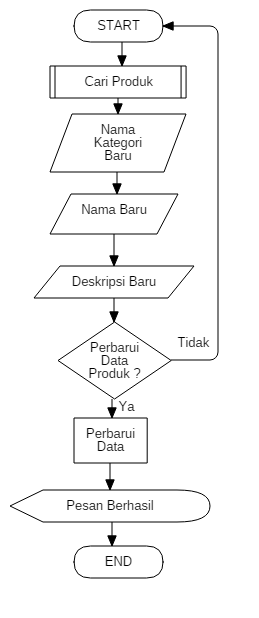 START
Cari Produk
Nama
Kategori
Baru
Nama Baru
Deskripsi Baru
Perbarui
Data
Produk ?
Tidak
Ya
Perbarui
Data
Pesan Berhasil
END